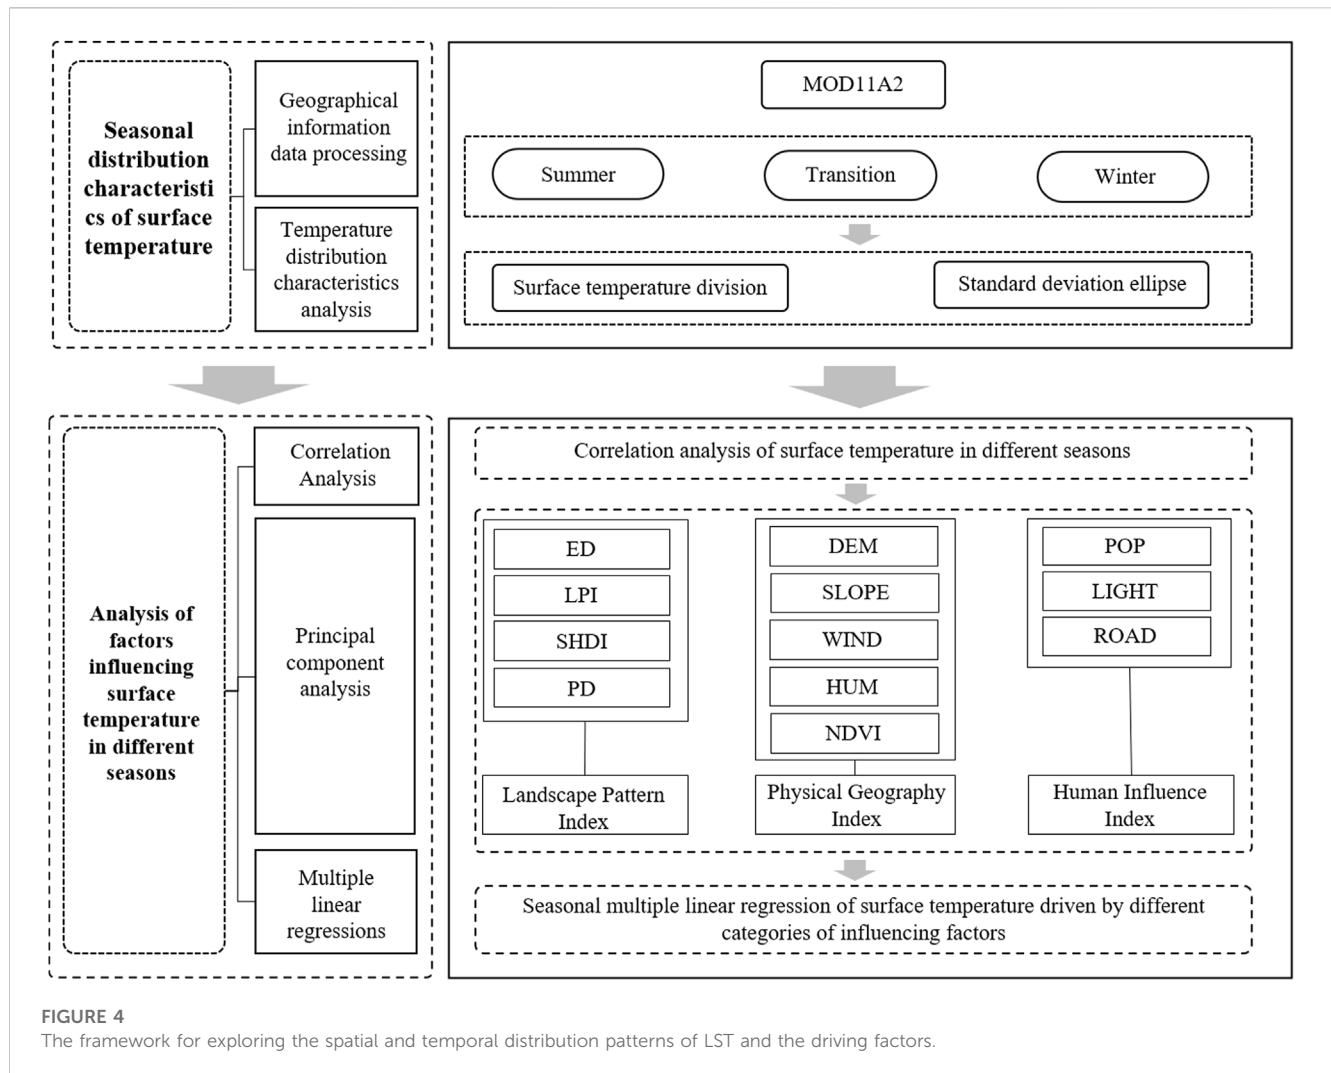 Seasonal
distribution
characteristi
cs of surface
temperature
Geographical
information
data processing
Temperature
distribution
characteristics
analysis
MOD11A2
Summer
Transition
Winter
Surface temperature division
Standard deviation ellipse
Analysis of
factors
influencing
surface
temperature
in different
seasons
Correlation
Analysis
Principal
component
analysis
Multiple
linear
regressions
Correlation analysis of surface temperature in different seasons
ED
LPI
SHDI
PD
Landscape Pattern
Index
DEM
SLOPE
WIND
HUM
NDVI
Physical Geography
Index
POP
LIGHT
ROAD
Human Influence
Index
Seasonal multiple linear regression of surface temperature driven by different
categories of influencing factors
FIGURE 4
The framework for exploring the spatial and temporal distribution patterns of LST and the driving factors.